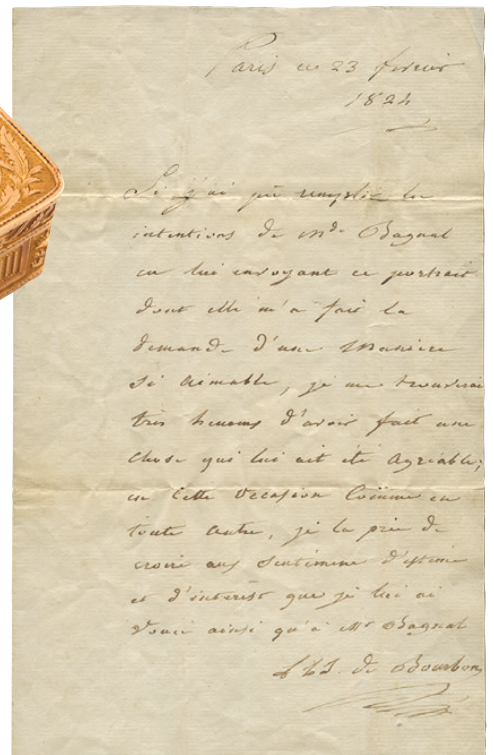 Paris ce 23 fevrier
1824
Si j'ai pu remplir les
intentions de Mde Bagnal
en lui envoyant ce portrait
dont elle m'a fait la
demande d'une Maniere
si aimable, je me trouverai
très heureux d'avoir fait une
chose qui lui ait été Agréable;
en Cette Occasion Comme en
toute autre, je la prie de
croire aux Sentimens d'estime
et d'interêst que je lui ai
Voués ainsi qu'à Mr Bagnal
de Bourbon